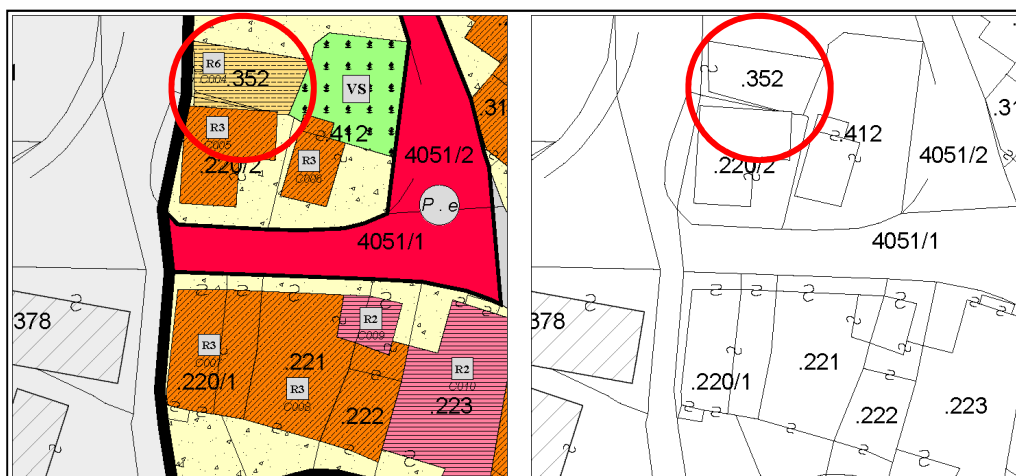 R6
C004
.352
VS
R3
C005
.220/2
R3
C006
412
.31
4051/2
P.e
4051/1
378
R2
C009
R3
.221
.220/1
R3
C008
.222
R2
C010
.223
.352
412
.31
.220/2
4051/2
4051/1
378
.221
.220/1
.222
.223